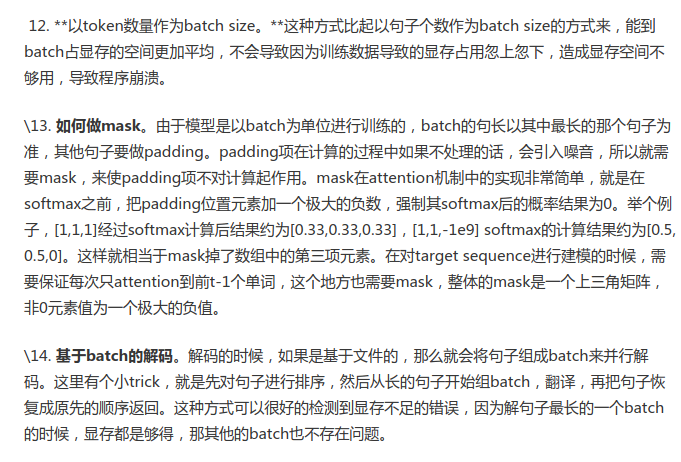 12. **以token数量作为batch size。**这种方式比起以句子个数作为batch size的方式来，能到
batch占显存的空间更加平均，不会导致因为训练数据导致的显存占用忽上忽下，造成显存空间不
够用，导致程序崩溃。
\13. 如何做mask。由于模型是以batch为单位进行训练的，batch的句长以其中最长的那个句子为
准，其他句子要做padding。padding项在计算的过程中如果不处理的话，会引入噪音，所以就需
要mask，来使padding项不对计算起作用。mask在attention机制中的实现非常简单，就是在
softmax之前，把padding位置元素加一个极大的负数，强制其softmax后的概率结果为0。举个例
子，[1,1,1]经过softmax计算后结果约为[0.33,0.33,0.33]，[1,1,-1e9] softmax的计算结果约为[0.5,
0.5,0]。这样就相当于mask掉了数组中的第三项元素。在对target sequence进行建模的时候，需
要保证每次只attention到前t-1个单词，这个地方也需要mask，整体的mask是一个上三角矩阵，
非0元素值为一个极大的负值。
\14. 基于batch的解码。解码的时候，如果是基于文件的，那么就会将句子组成batch来并行解
码。这里有个小trick，就是先对句子进行排序，然后从长的句子开始组batch，翻译，再把句子恢
复成原先的顺序返回。这种方式可以很好的检测到显存不足的错误，因为解句子最长的一个batch
的时候，显存都是够得，那其他的batch也不存在问题。